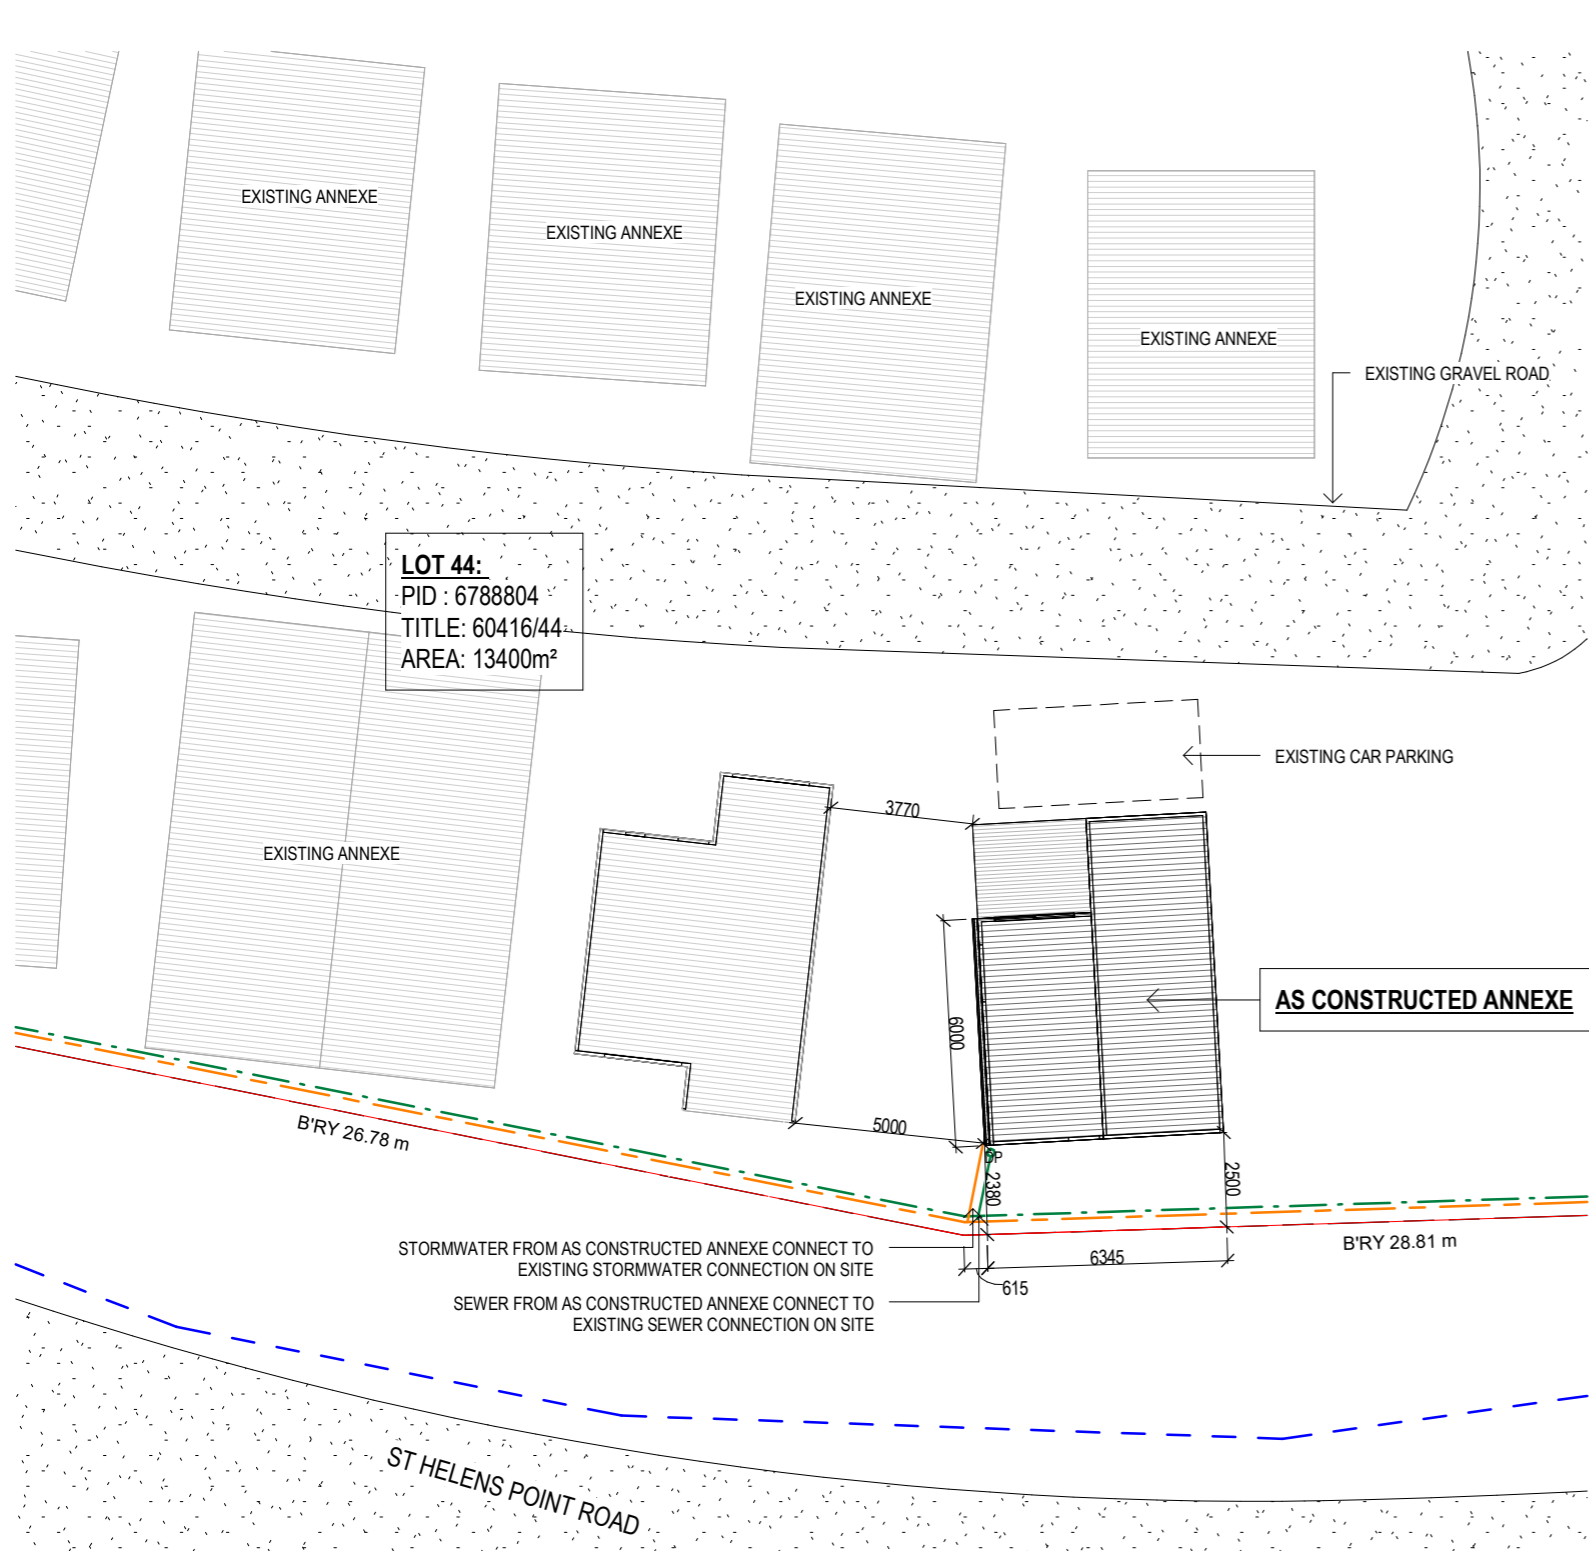 EXISTING ANNEXE
EXISTING ANNEXE
EXISTING ANNEXE
EXISTING ANNEXE
EXISTING GRAVEL ROAD
LOT 44:
PID : 6788804
TITLE: 60416/44
AREA: 13400m²
EXISTING CAR PARKING
3770
EXISTING ANNEXE
AS CONSTRUCTED ANNEXE
6000
B'RY 26.78 m
5000
DP
2380
2500
STORMWATER FROM AS CONSTRUCTED ANNEXE CONNECT TO
EXISTING STORMWATER CONNECTION ON SITE
6345
B'RY 28.81 m
615
SEWER FROM AS CONSTRUCTED ANNEXE CONNECT TO
EXISTING SEWER CONNECTION ON SITE
ST HELENS POINT ROAD